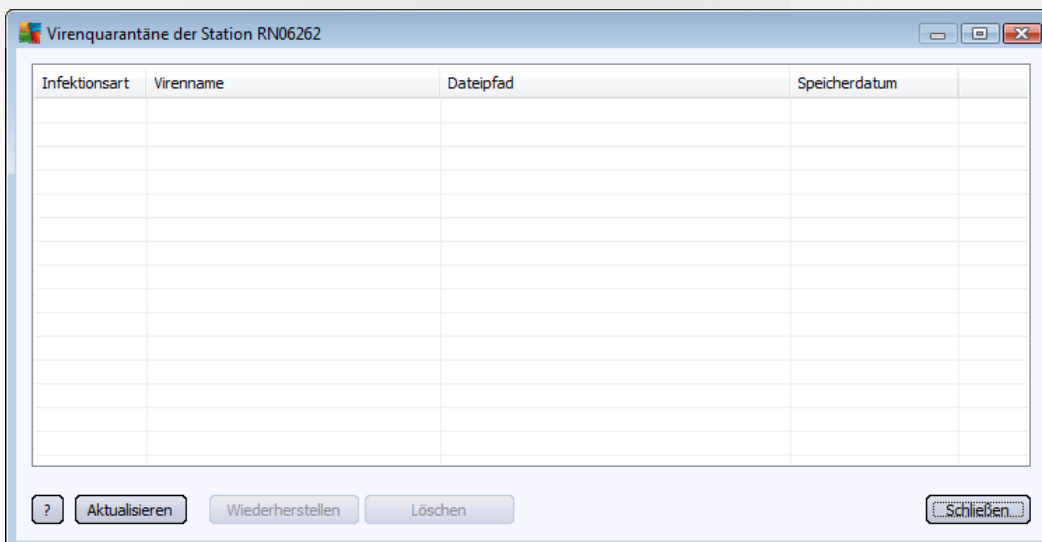 Virenquarantäne der Station RN06262
Infektionsart Virenname Dateipfad Speicherdatum
? Aktualisieren Wiederherstellen Löschen Schließen